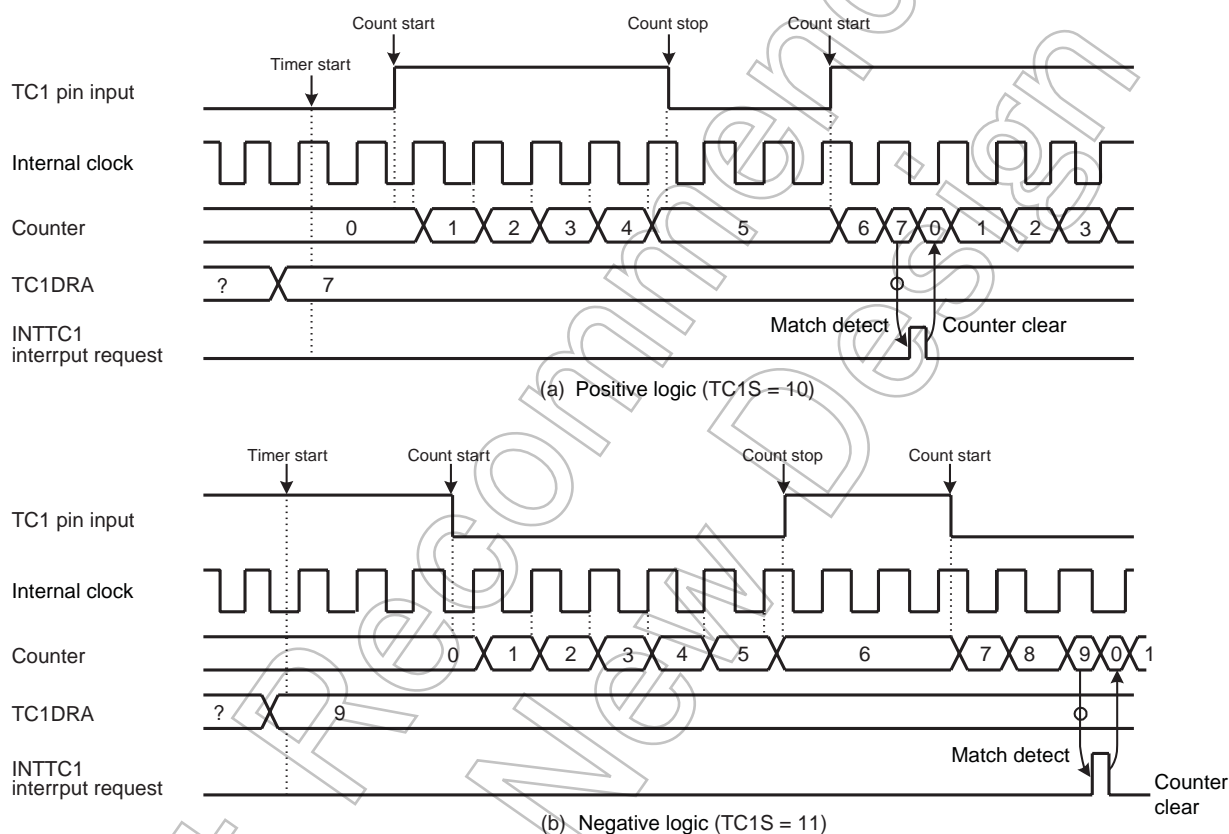 Count start Count stop Count start
Timer start
TC1 pin input
Internal clock
Counter 0 1 2 3 4 5 6 7 0 1 2 3
TC1DRA ? 7
INTTC1
interrput request
Match detect Counter clear
(a) Positive logic (TC1S = 10)
Timer start Count start Count stop Count start
TC1 pin input
Internal clock
Counter 0 1 2 3 4 5 6 7 8 9 0 1
TC1DRA ? 9
INTTC1
interrput request
Match detect
Counter
clear
(b) Negative logic (TC1S = 11)
Recommen
New Design